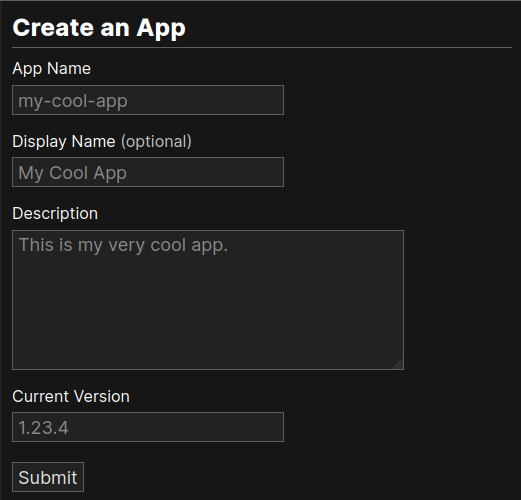 Create an App
App Name
my-cool-app
Display Name (optional)
My Cool App
Description
This is my very cool app.
Current Version
1.23.4
Submit